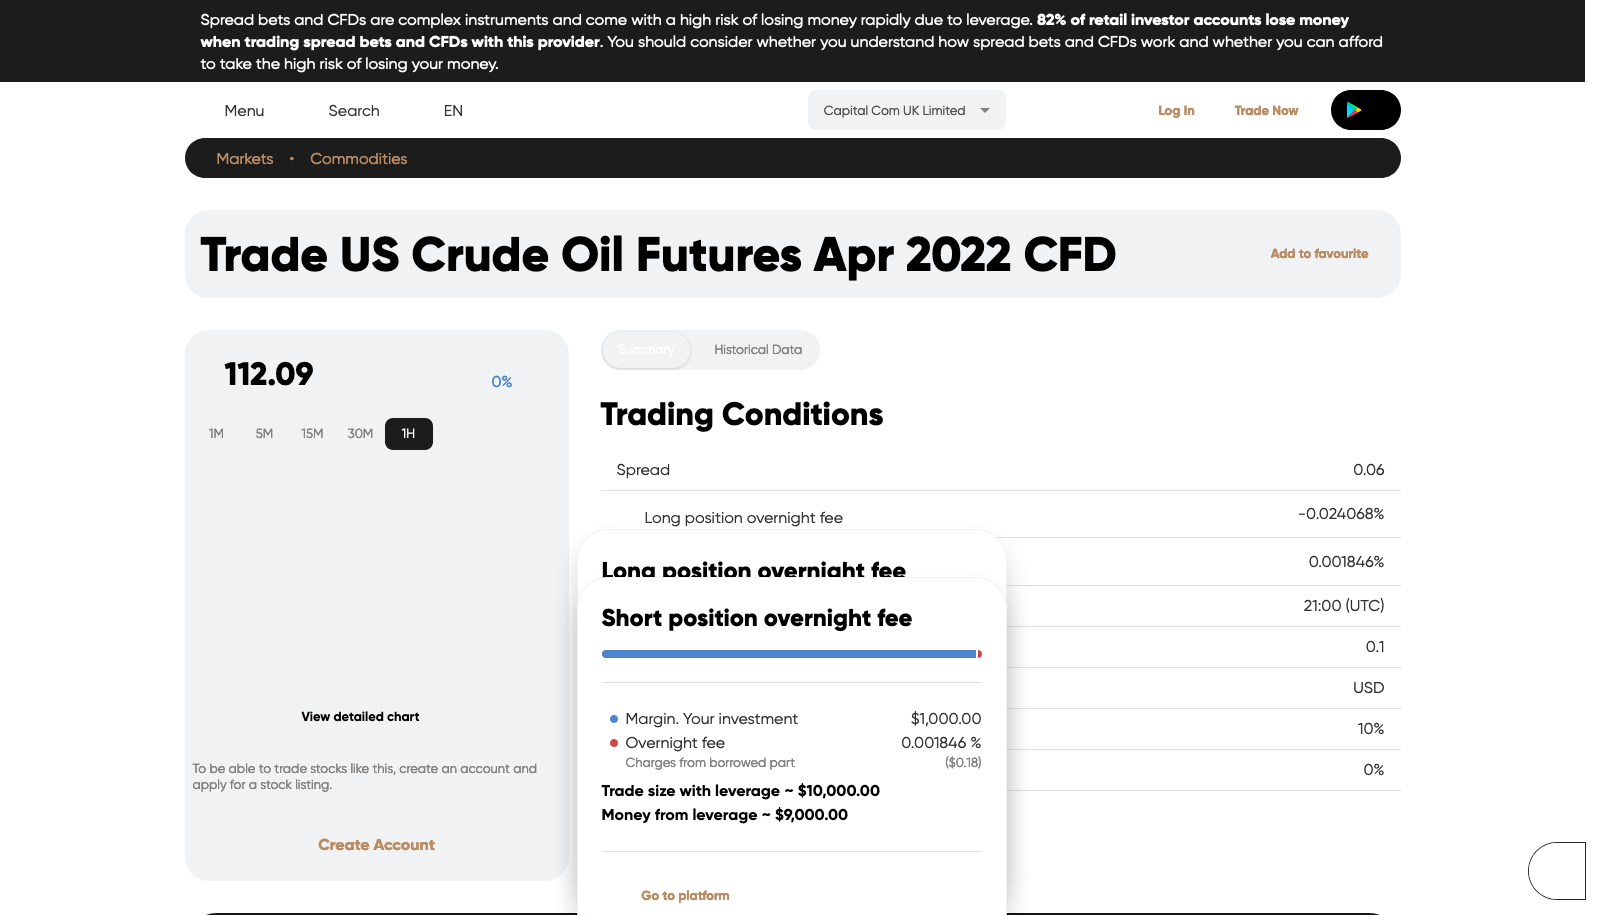 Spread bets and CFDs are complex instruments and come with a high risk of losing money rapidly due to leverage. 82% of retail investor accounts lose money
when trading spread bets and CFDs with this provider. You should consider whether you understand how spread bets and CFDs work and whether you can afford
to take the high risk of losing your money.
Menu Search EN Capital Com UK Limited Log In Trade Now
Markets • Commodities
Trade US Crude Oil Futures Apr 2022 CFD Add to favourite
112.09
0%
1M 5M 15M 30M 1H
View detailed chart
To be able to trade stocks like this, create an account and
apply for a stock listing.
Create Account
Summary Historical Data
Trading Conditions
Spread 0.06
Long position overnight fee -0.024068%
0.001846%
21:00 (UTC)
0.1
USD
10%
0%
Long position overnight fee
Short position overnight fee
Margin. Your investment $1,000.00
Overnight fee 0.001846 %
Charges from borrowed part ($0.18)
Trade size with leverage ~ $10,000.00
Money from leverage ~ $9,000.00
Go to platform